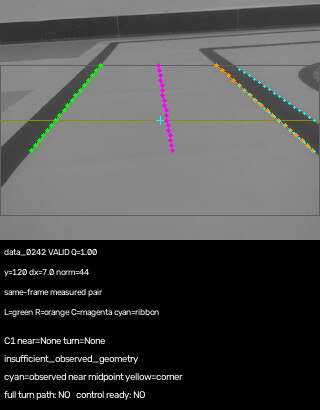 data_0242 VALID Q=1.00
y=120 dx=7.0 norm=44
same-frame measured pair
L=green R=orange C=magenta cyan=ribbon
C1 near=None turn=None
insufficient_observed_geometry
cyan=observed near midpoint yellow=corner
full turn path: NO control ready: NO